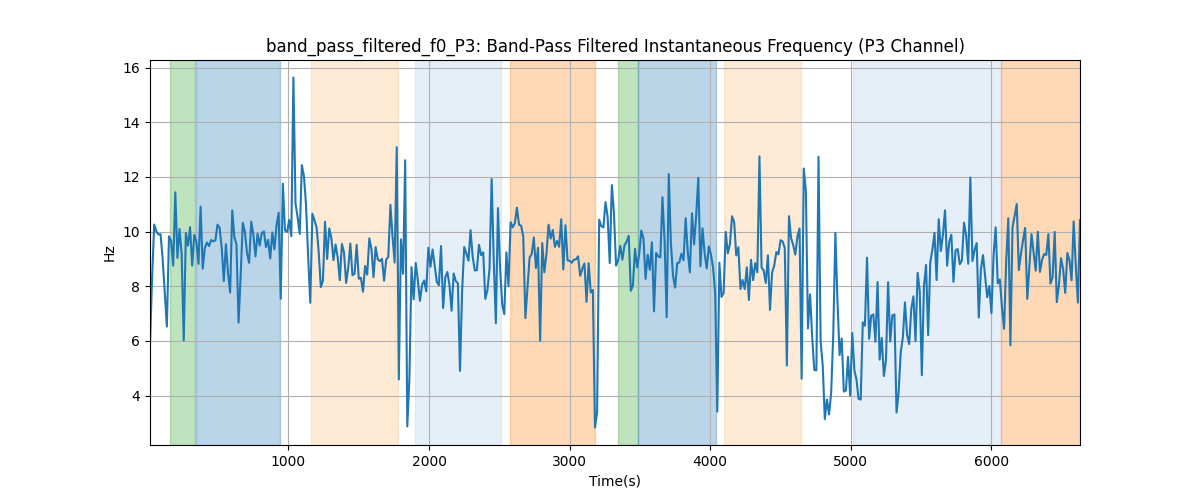 band_pass_filtered_f0_P3: Band-Pass Filtered Instantaneous Frequency (P3 Channel)
16
14
12
10
8
6
4
Hz
1000 2000 3000 4000 5000 6000
Time(s)